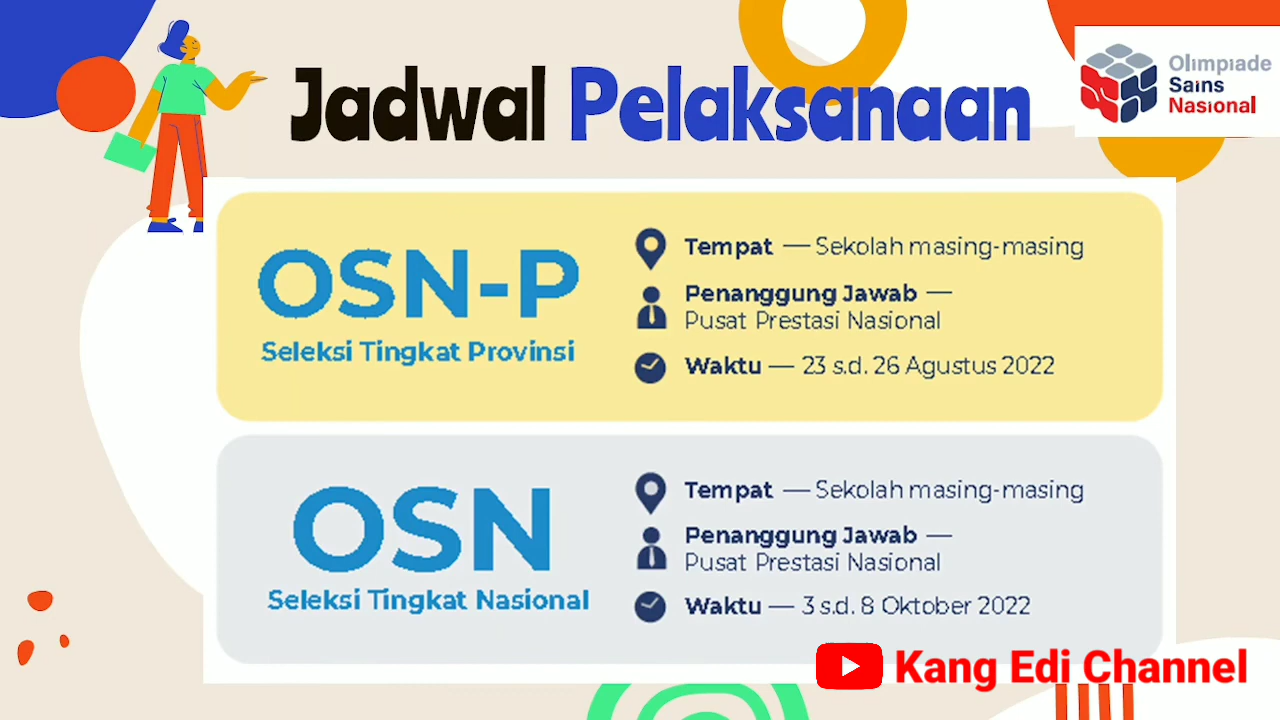 Jadwal Pelaksanaan
Olimpiade
Sains
Nasional
OSN-P
Seleksi Tingkat Provinsi
Tempat — Sekolah masing-masing
Penanggung Jawab —
Pusat Prestasi Nasional
Waktu — 23 s.d. 26 Agustus 2022
OSN
Seleksi Tingkat Nasional
Tempat — Sekolah masing-masing
Penanggung Jawab —
Pusat Prestasi Nasional
Waktu — 3 s.d. 8 Oktober 2022
Kang Edi Channel